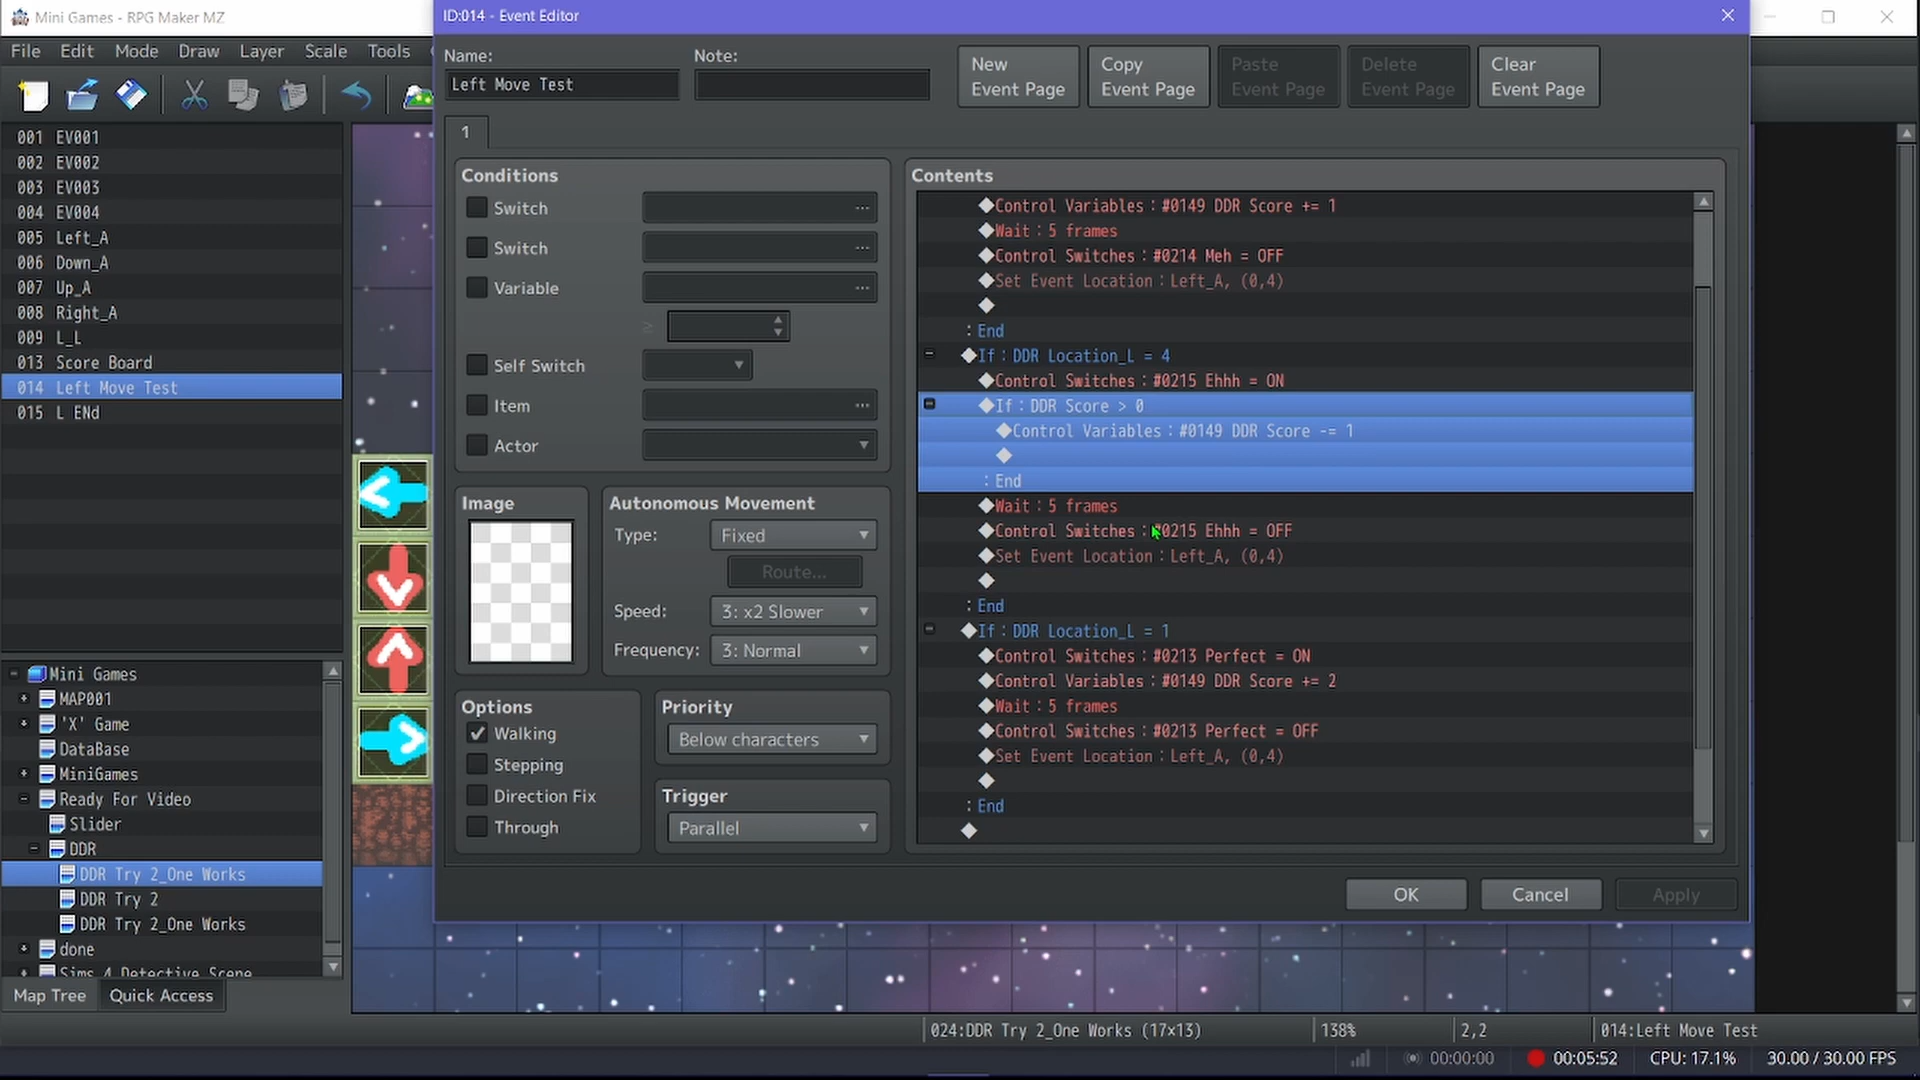 Mini Games - RPG Maker MZ
ID:014 - Event Editor
File Edit Mode Draw Layer Scale Tools
Name:
Note:
Left Move Test
New Event Page
Copy Event Page
Paste Event Page
Delete Event Page
Clear Event Page
1
001 EV001
002 EV002
003 EV003
004 EV004
005 Left_A
006 Down_A
007 Up_A
008 Right_A
009 L_L
013 Score Board
014 Left Move Test
015 L ENd
Conditions
Switch
Switch
Variable
≥
Self Switch
Item
Actor
Image
Autonomous Movement
Type: Fixed
Route...
Speed: 3: x2 Slower
Frequency: 3: Normal
Options
Walking
Stepping
Direction Fix
Through
Priority
Below characters
Trigger
Parallel
Contents
◆Control Variables : #0149 DDR Score += 1
◆Wait : 5 frames
◆Control Switches : #0214 Meh = OFF
◆Set Event Location : Left_A, (0,4)
◆
: End
◆If : DDR Location_L = 4
◆Control Switches : #0215 Ehhh = ON
◆If : DDR Score > 0
◆Control Variables : #0149 DDR Score -= 1
◆
: End
◆Wait : 5 frames
◆Control Switches : #0215 Ehhh = OFF
◆Set Event Location : Left_A, (0,4)
◆
: End
◆If : DDR Location_L = 1
◆Control Switches : #0213 Perfect = ON
◆Control Variables : #0149 DDR Score += 2
◆Wait : 5 frames
◆Control Switches : #0213 Perfect = OFF
◆Set Event Location : Left_A, (0,4)
◆
: End
◆
OK
Cancel
Apply
Mini Games
MAP001
'X' Game
DataBase
MiniGames
Ready For Video
Slider
DDR
DDR Try 2_One Works
DDR Try 2
DDR Try 2_One Works
done
Sims 4 Detective Scene
Map Tree
Quick Access
024:DDR Try 2_One Works (17×13)
138%
2,2
014:Left Move Test
00:00:00
00:05:52
CPU: 17.1%
30.00 / 30.00 FPS